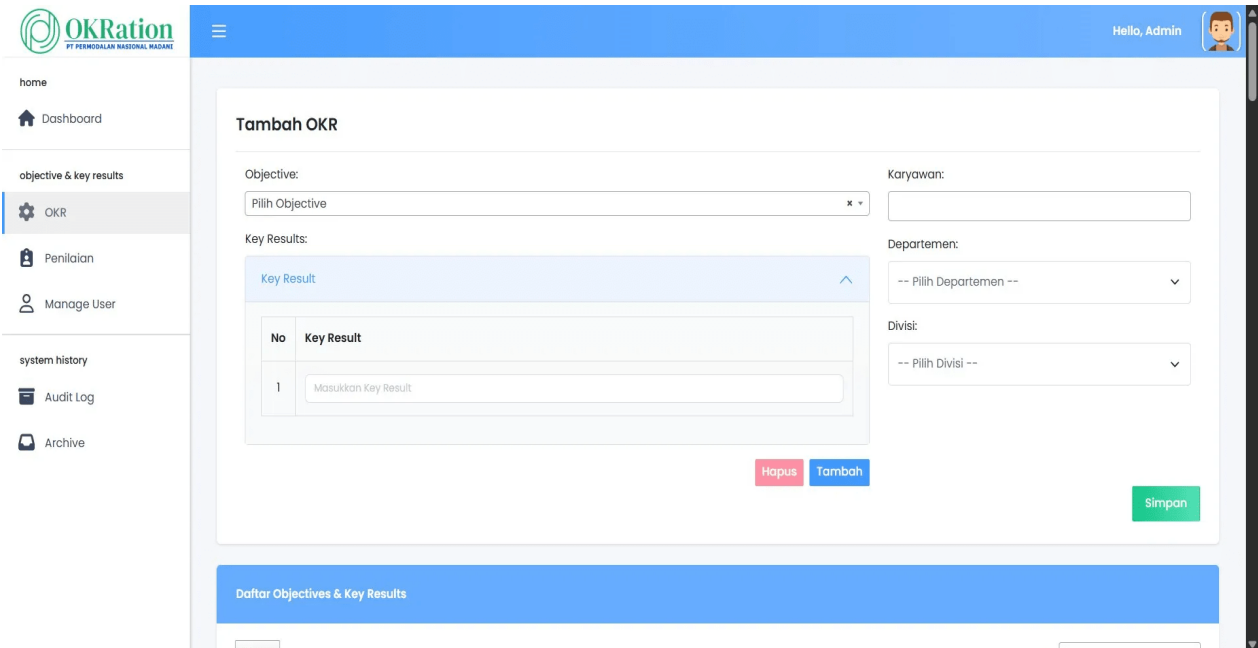 OKRation
PT PERMODALAN NASIONAL MADANI
Hello, Admin
home
Dashboard
objective & key results
OKR
Penilaian
Manage User
system history
Audit Log
Archive
Tambah OKR
Objective:
Pilih Objective
Key Results:
Key Result
No Key Result
1 Masukkan Key Result
Hapus Tambah
Karyawan:
Departemen:
-- Pilih Departemen --
Divisi:
-- Pilih Divisi --
Simpan
Daftar Objectives & Key Results